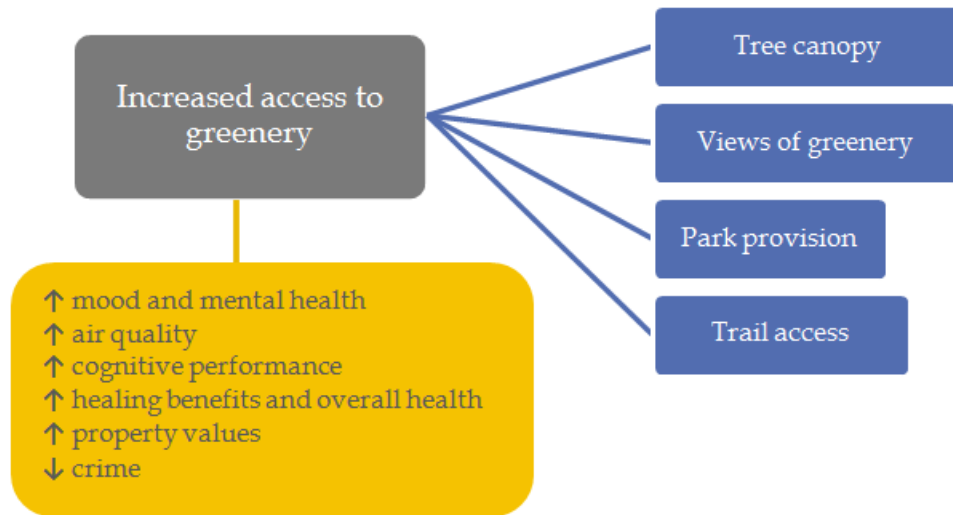 Increased access to
greenery
Tree canopy
Views of greenery
Park provision
Trail access
↑ mood and mental health
↑ air quality
↑ cognitive performance
↑ healing benefits and overall health
↑ property values
↓ crime